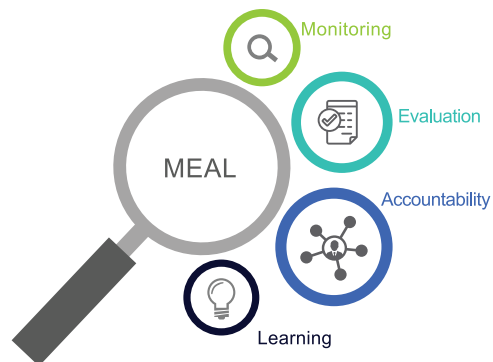 Monitoring
Evaluation
MEAL
Accountability
Learning